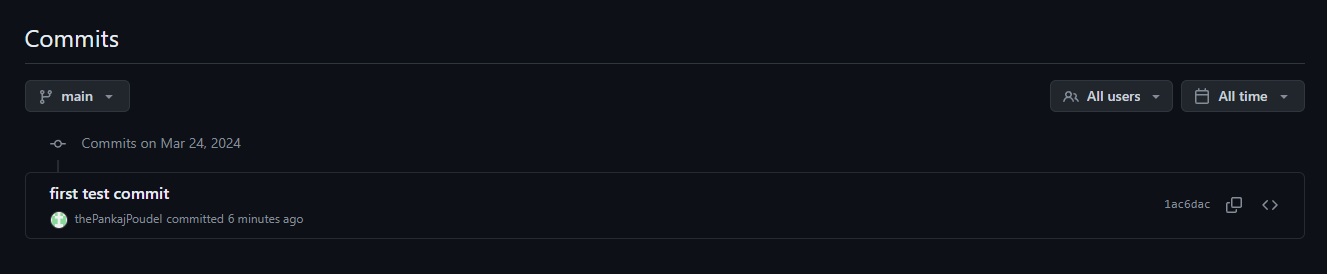 Commits
main
All users
All time
Commits on Mar 24, 2024
first test commit
thePankajPoudel committed 6 minutes ago
1ac6dac